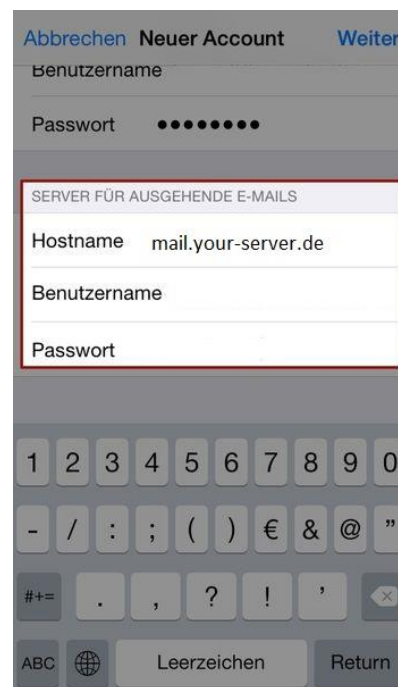 Abbrechen Neuer Account Weiter
Benutzername
Passwort ••••••••
SERVER FÜR AUSGEHENDE E-MAILS
Hostname mail.your-server.de
Benutzername
Passwort
1 2 3 4 5 6 7 8 9 0
- / : ; ( ) € & @ "
#+= . , ? ! '
ABC Leerzeichen Return